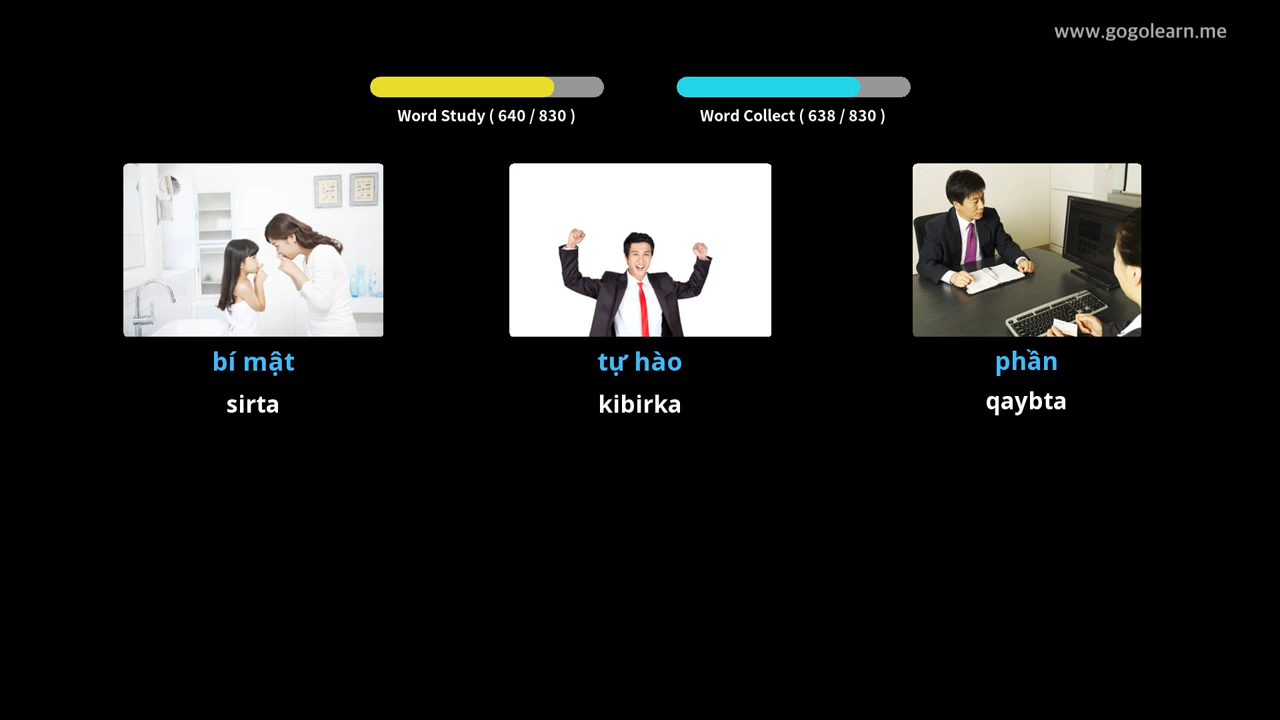 www.gogolearn.me
Word Study ( 640 / 830 )
Word Collect ( 638 / 830 )
bí mật
sirta
tự hào
kibirka
phần
qaybta